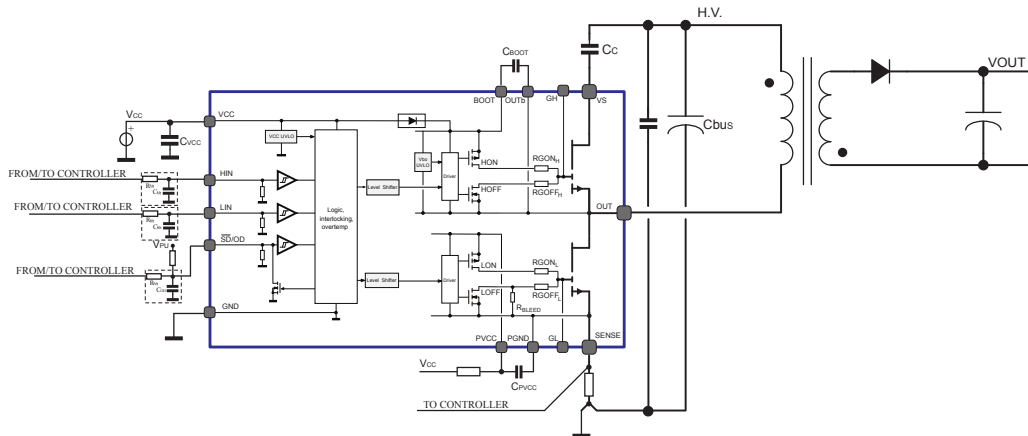 H.V.
CBOOT
CC
VOUT
BOOT OUTb GH VS
VCC
VCC
CVCC
VCC UVLO
Cbus
Vbo UVLO
HON
RGONH
FROM/TO CONTROLLER
HIN
Level Shifter
Driver
HOFF
RGOFFH
FROM/TO CONTROLLER
LIN
OUT
Logic,
interlocking,
overtemp
VPU
SD/OD
LON
RGONL
FROM/TO CONTROLLER
Level Shifter
Driver
LOFF
RGOFFL
RBLEED
GND
PVCC PGND GL SENSE
VCC
CPVCC
TO CONTROLLER